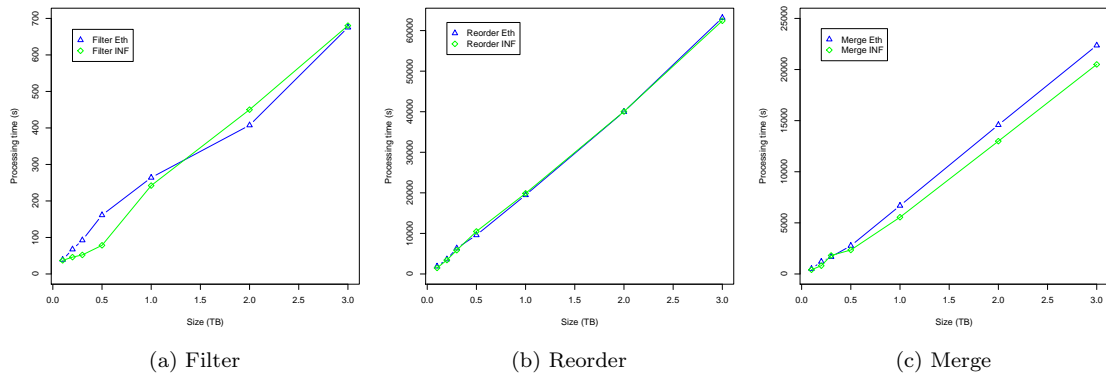 Filter Eth
Filter INF
Processing time (s)
0
100
200
300
400
500
600
700
0.0 0.5 1.0 1.5 2.0 2.5 3.0
Size (TB)
(a) Filter
Reorder Eth
Reorder INF
Processing time (s)
0
10000
20000
30000
40000
50000
60000
0.0 0.5 1.0 1.5 2.0 2.5 3.0
Size (TB)
(b) Reorder
Merge Eth
Merge INF
Processing time (s)
0
5000
10000
15000
20000
25000
0.0 0.5 1.0 1.5 2.0 2.5 3.0
Size (TB)
(c) Merge